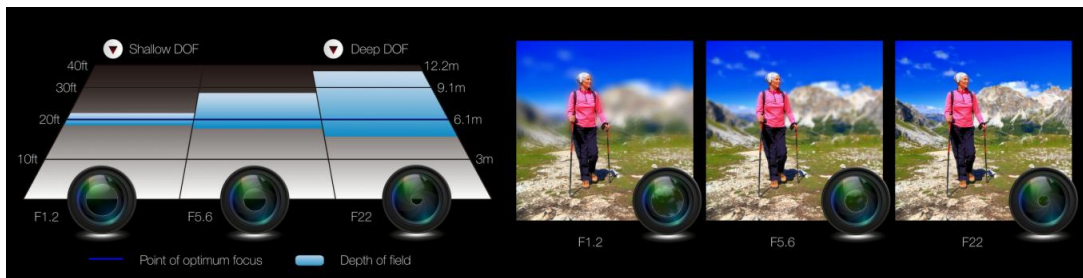 Shallow DOF
Deep DOF
40ft
12.2m
30ft
9.1m
20ft
6.1m
10ft
3m
F1.2
F5.6
F22
Point of optimum focus
Depth of field
F1.2
F5.6
F22